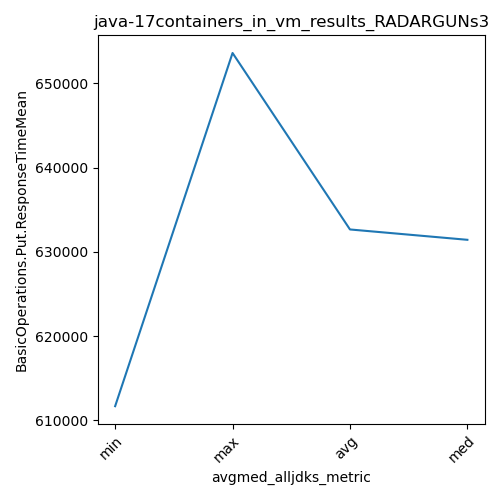 java-17containers_in_vm_results_RADARGUNs3
BasicOperations.Put.ResponseTimeMean
650000
640000
630000
620000
610000
min
max
avg
med
avgmed_alljdks_metric